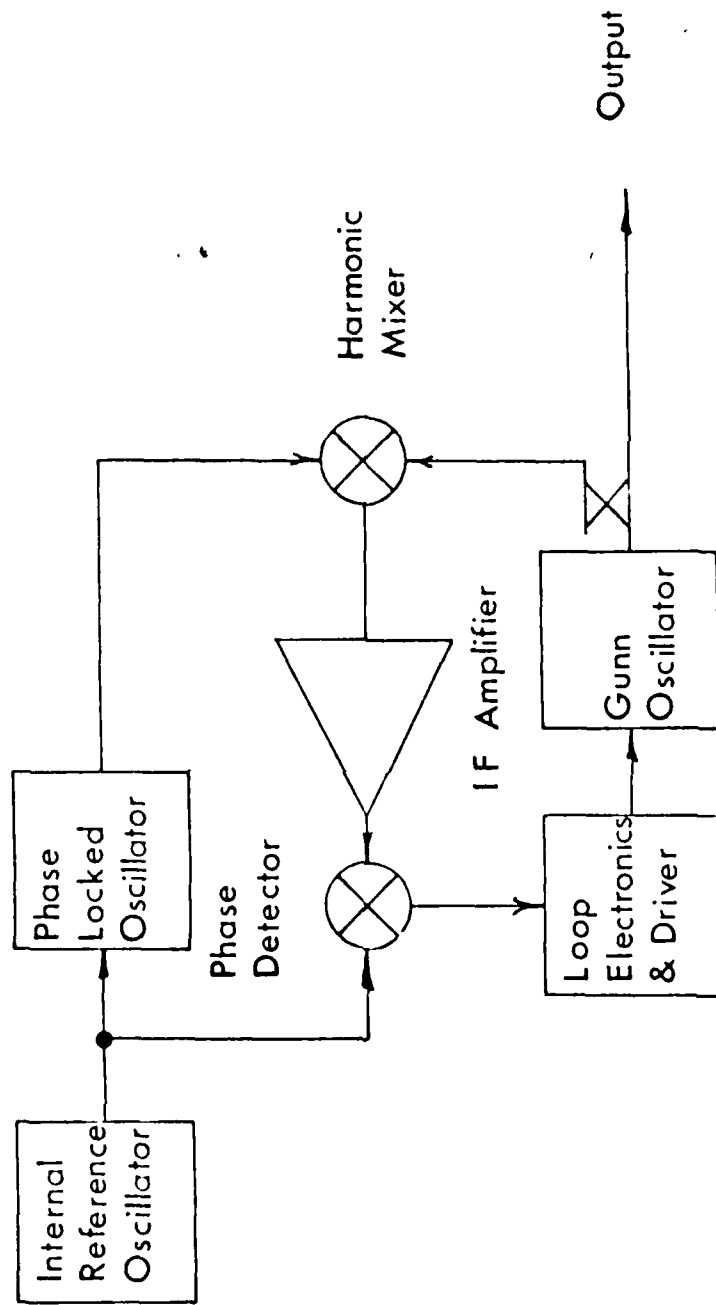 Internal
Reference
Oscillator
Phase
Locked
Oscillator
Phase
Detector
IF Amplifier
Harmonic
Mixer
Loop
Electronics
& Driver
Gunn
Oscillator
Output